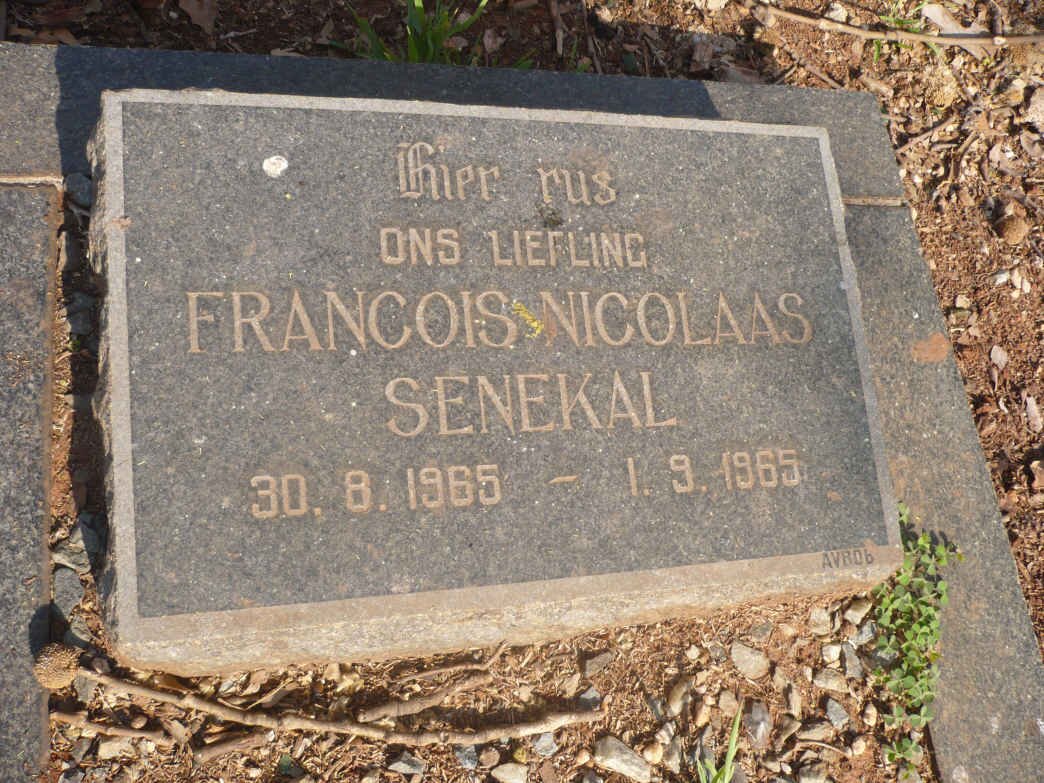 Hier rus
ONS LIEFLING
FRANCOIS NICOLAAS
SENEKAL
30. 8. 1965 - 1. 9. 1965
AVROB